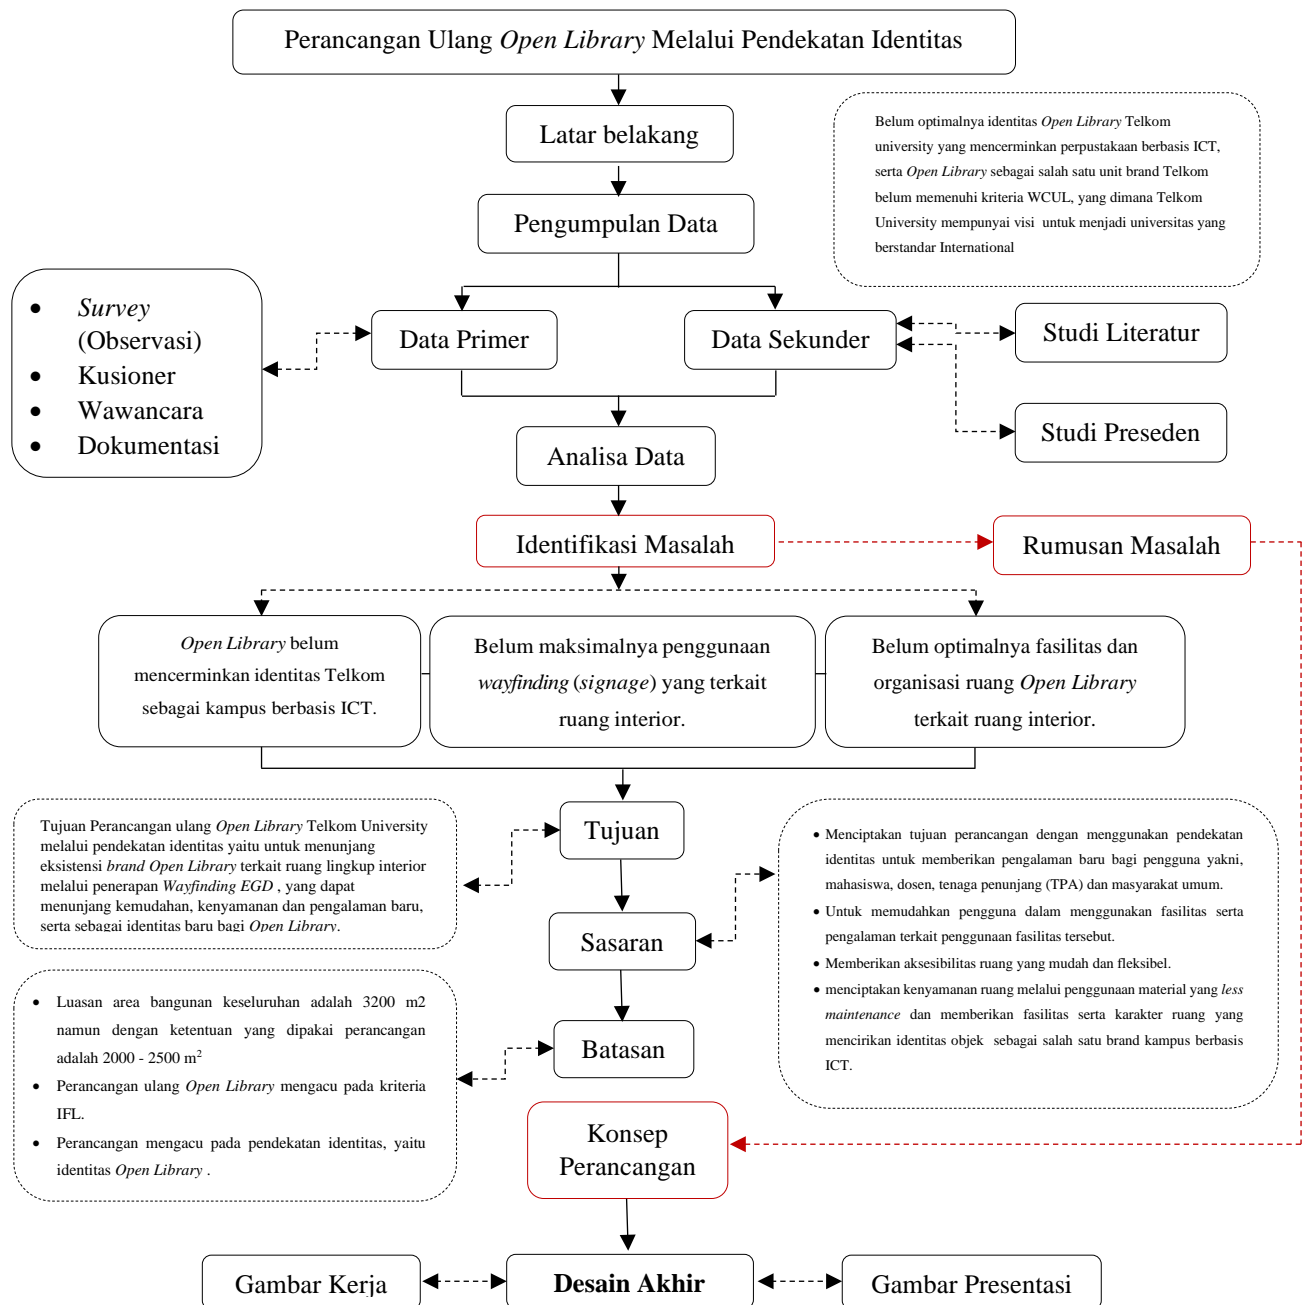 Perancangan Ulang Open Library Melalui Pendekatan Identitas
Latar belakang
Belum optimalnya identitas Open Library Telkom
university yang mencerminkan perpustakaan berbasis ICT,
serta Open Library sebagai salah satu unit brand Telkom
belum memenuhi kriteria WCUL, yang dimana Telkom
University mempunyai visi untuk menjadi universitas yang
berstandar International
Pengumpulan Data
• Survey
(Observasi)
• Kusioner
• Wawancara
• Dokumentasi
Data Primer
Data Sekunder
Studi Literatur
Studi Preseden
Analisa Data
Identifikasi Masalah
Rumusan Masalah
Open Library belum
mencerminkan identitas Telkom
sebagai kampus berbasis ICT.
Belum maksimalnya penggunaan
wayfinding (signage) yang terkait
ruang interior.
Belum optimalnya fasilitas dan
organisasi ruang Open Library
terkait ruang interior.
Tujuan
Tujuan Perancangan ulang Open Library Telkom University
melalui pendekatan identitas yaitu untuk menunjang
eksistensi brand Open Library terkait ruang lingkup interior
melalui penerapan Wayfinding EGD , yang dapat
menunjang kemudahan, kenyamanan dan pengalaman baru,
serta sebagai identitas baru bagi Open Library.
Sasaran
• Menciptakan tujuan perancangan dengan menggunakan pendekatan
identitas untuk memberikan pengalaman baru bagi pengguna yakni,
mahasiswa, dosen, tenaga penunjang (TPA) dan masyarakat umum.
• Untuk memudahkan pengguna dalam menggunakan fasilitas serta
pengalaman terkait penggunaan fasilitas tersebut.
• Memberikan aksesibilitas ruang yang mudah dan fleksibel.
• menciptakan kenyamanan ruang melalui penggunaan material yang less
maintenance dan memberikan fasilitas serta karakter ruang yang
mencirikan identitas objek sebagai salah satu brand kampus berbasis
ICT.
Batasan
• Luasan area bangunan keseluruhan adalah 3200 m2
namun dengan ketentuan yang dipakai perancangan
adalah 2000 - 2500 m²
• Perancangan ulang Open Library mengacu pada kriteria
IFL.
• Perancangan mengacu pada pendekatan identitas, yaitu
identitas Open Library .
Konsep
Perancangan
Gambar Kerja
Desain Akhir
Gambar Presentasi